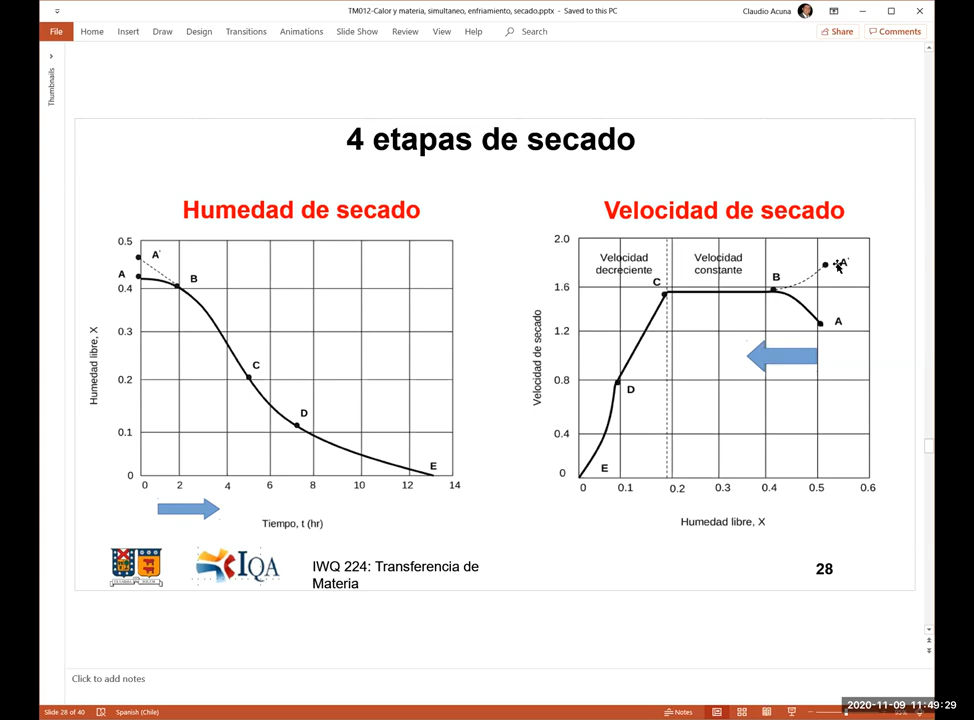 TM012-Calor y materia, simultaneo, enfriamiento, secado.pptx - Saved to this PC
Claudio Acuna
File Home Insert Draw Design Transitions Animations Slide Show Review View Help Search Share Comments
Thumbnails
4 etapas de secado
Humedad de secado
0.5
0.4
0.3
0.2
0.1
0
A'
A
B
C
D
E
0 2 4 6 8 10 12 14
Humedad libre, X
Tiempo, t (hr)
Velocidad de secado
2.0
1.6
1.2
0.8
0.4
0
Velocidad
decreciente
Velocidad
constante
A'
C
B
A
D
E
0 0.1 0.2 0.3 0.4 0.5 0.6
Velocidad de secado
Humedad libre, X
IQA
IWQ 224: Transferencia de
Materia
28
Click to add notes
Slide 28 of 40
Spanish (Chile)
Notes
2020-11-09 11:49:29